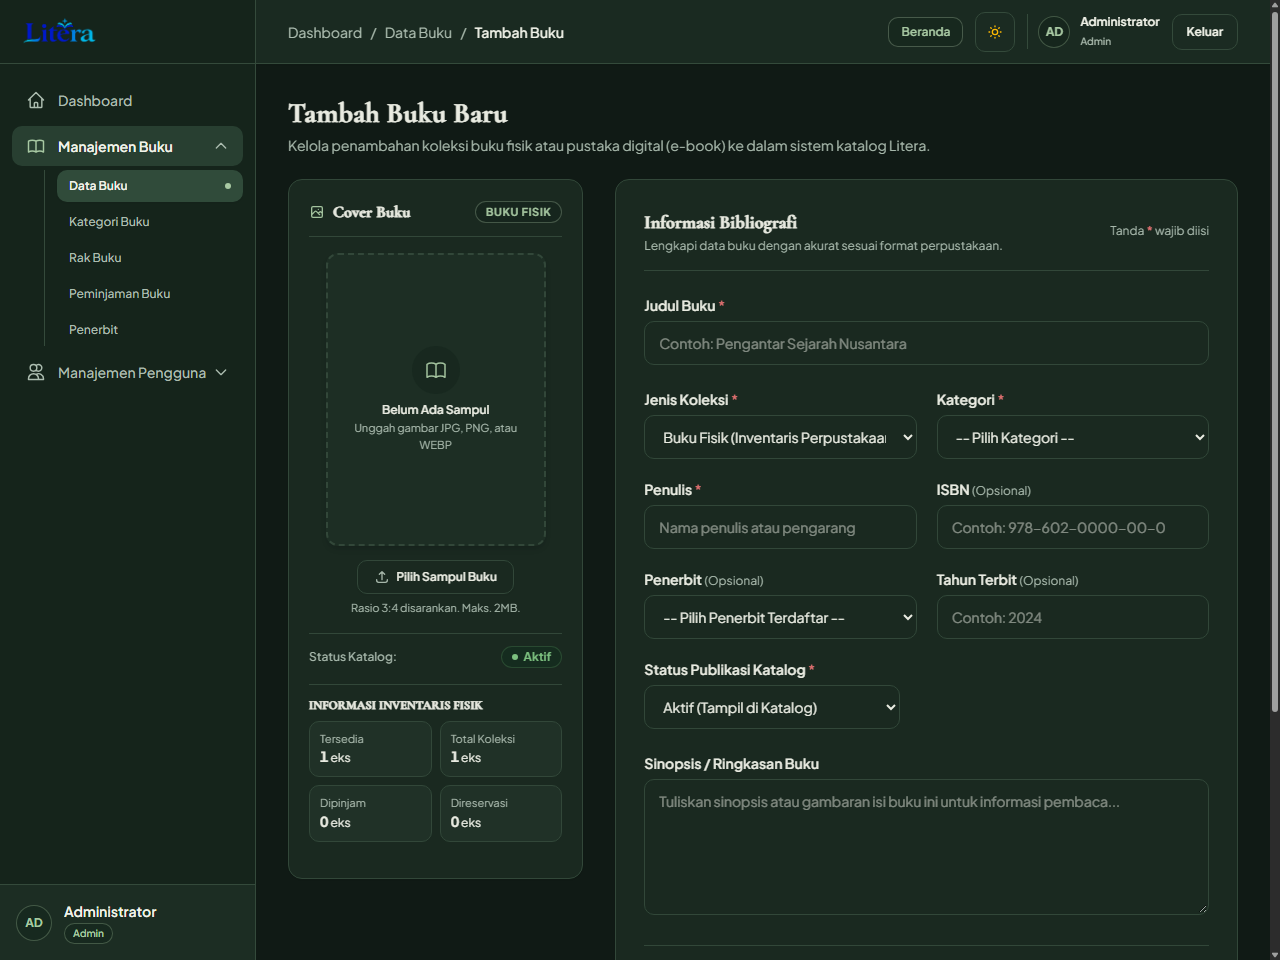 Litera
Dashboard / Data Buku / Tambah Buku
Beranda
AD
Administrator
Admin
Keluar
Dashboard
Manajemen Buku
Data Buku
Kategori Buku
Rak Buku
Peminjaman Buku
Penerbit
Manajemen Pengguna
AD
Administrator
Admin
Tambah Buku Baru
Kelola penambahan koleksi buku fisik atau pustaka digital (e-book) ke dalam sistem katalog Litera.
Cover Buku
BUKU FISIK
Belum Ada Sampul
Unggah gambar JPG, PNG, atau
WEBP
Pilih Sampul Buku
Rasio 3:4 disarankan. Maks. 2MB.
Status Katalog:
Aktif
INFORMASI INVENTARIS FISIK
Tersedia
1 eks
Total Koleksi
1 eks
Dipinjam
0 eks
Direservasi
0 eks
Informasi Bibliografi
Lengkapi data buku dengan akurat sesuai format perpustakaan.
Tanda * wajib diisi
Judul Buku *
Contoh: Pengantar Sejarah Nusantara
Jenis Koleksi *
Buku Fisik (Inventaris Perpustakaan
Kategori *
-- Pilih Kategori --
Penulis *
Nama penulis atau pengarang
ISBN (Opsional)
Contoh: 978-602-0000-00-0
Penerbit (Opsional)
-- Pilih Penerbit Terdaftar --
Tahun Terbit (Opsional)
Contoh: 2024
Status Publikasi Katalog *
Aktif (Tampil di Katalog)
Sinopsis / Ringkasan Buku
Tuliskan sinopsis atau gambaran isi buku ini untuk informasi pembaca...